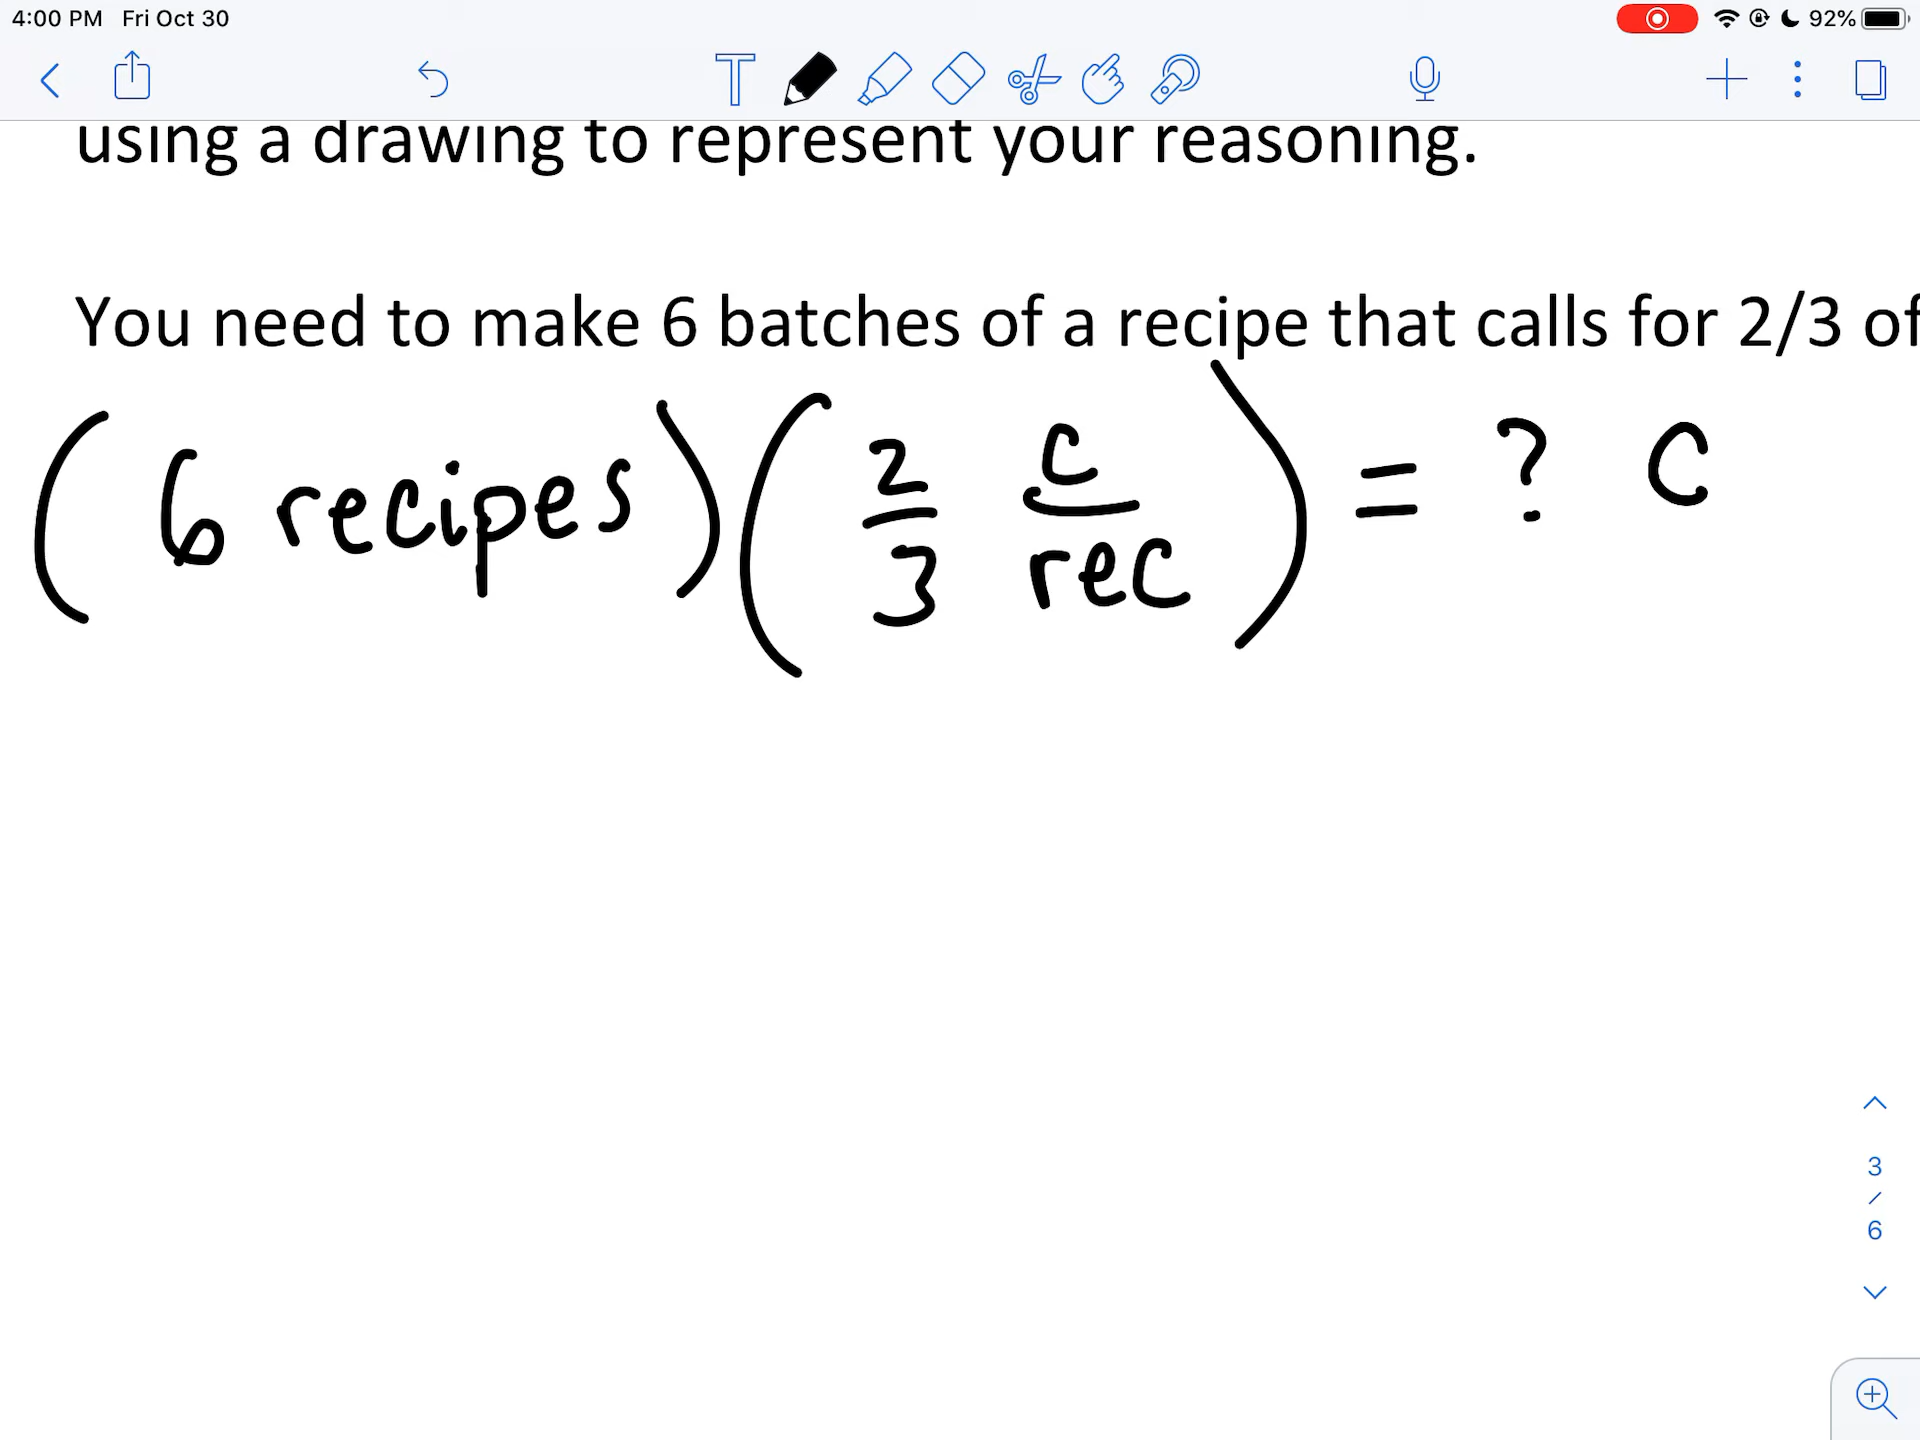 4:00 PM Fri Oct 30 92%
using a drawing to represent your reasoning.
You need to make 6 batches of a recipe that calls for 2/3 of
(6 recipes)(2/3 c/rec) = ? c
3
/
6